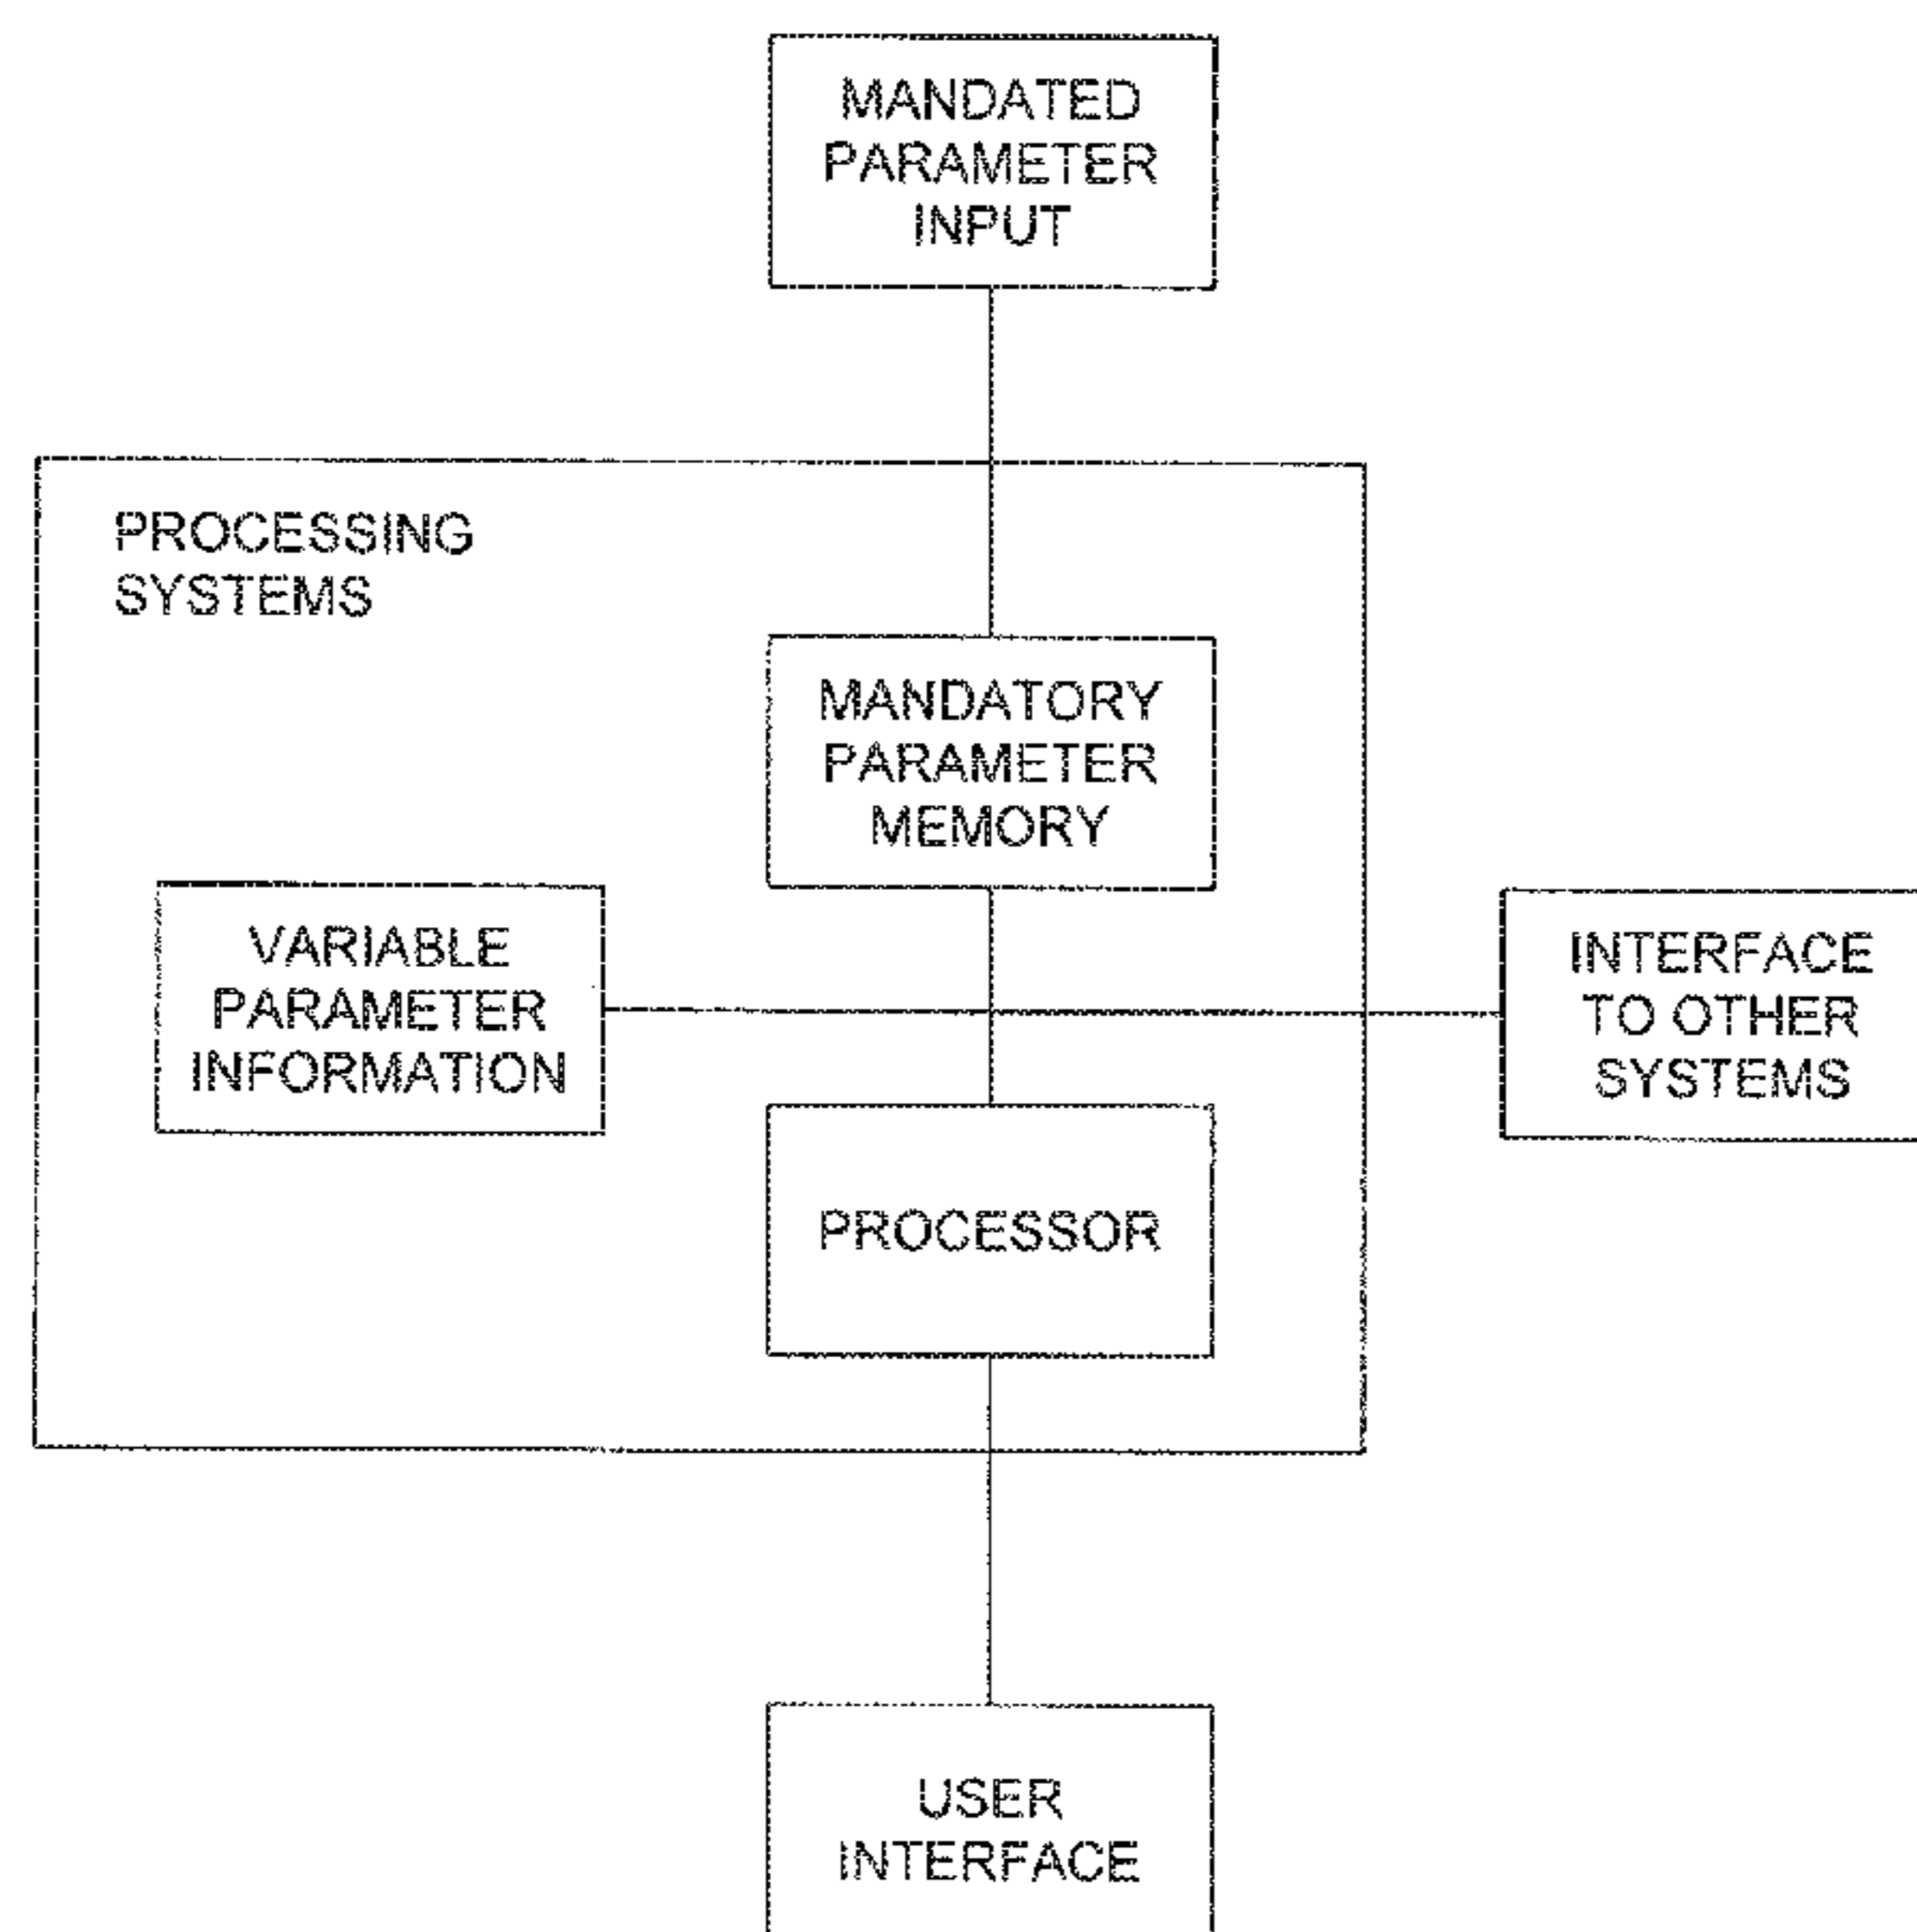 MANDATED
PARAMETER
INPUT
PROCESSING
SYSTEMS
MANDATORY
PARAMETER
MEMORY
VARIABLE
PARAMETER
INFORMATION
INTERFACE
TO OTHER
SYSTEMS
PROCESSOR
USER
INTERFACE